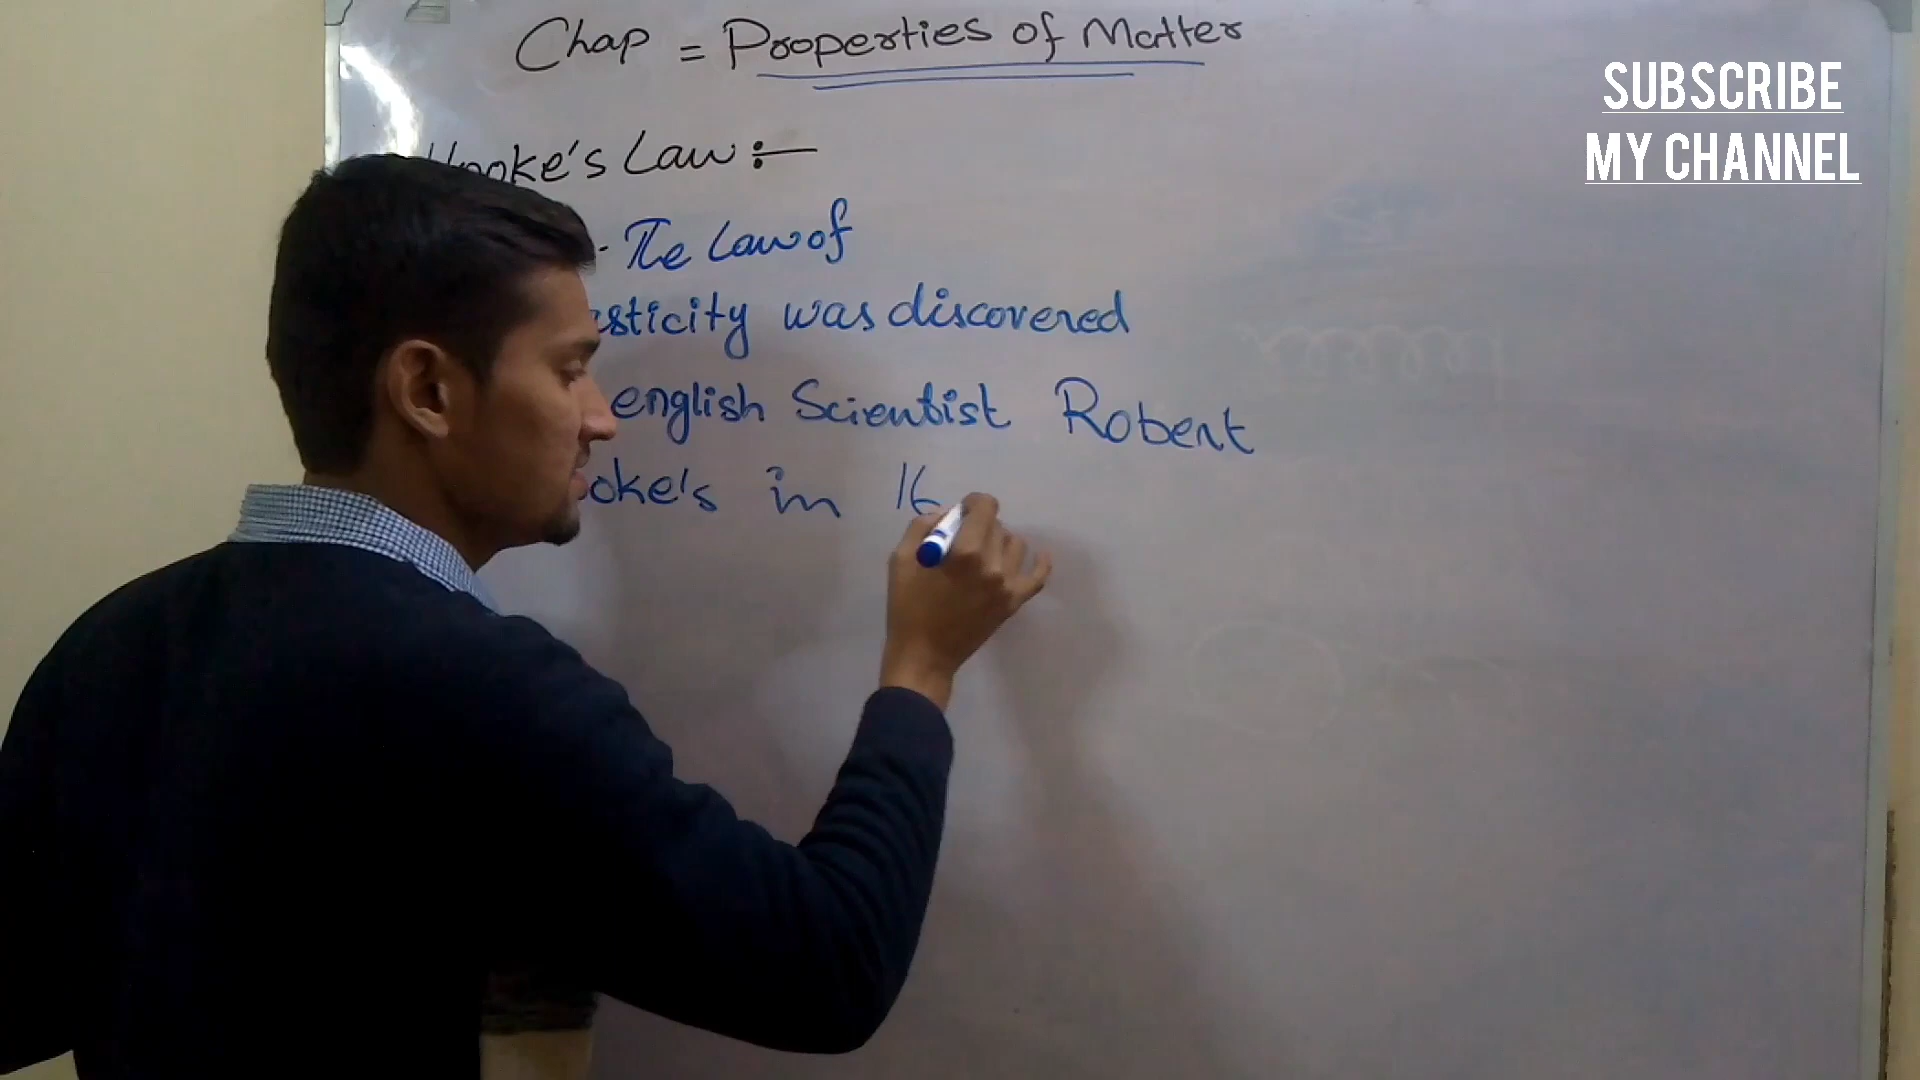 Chap = Properties of Matter
SUBSCRIBE
MY CHANNEL
Hooke's Law :-
- The Law of
sticity was discovered
english Scientist Robert
oke's in 16